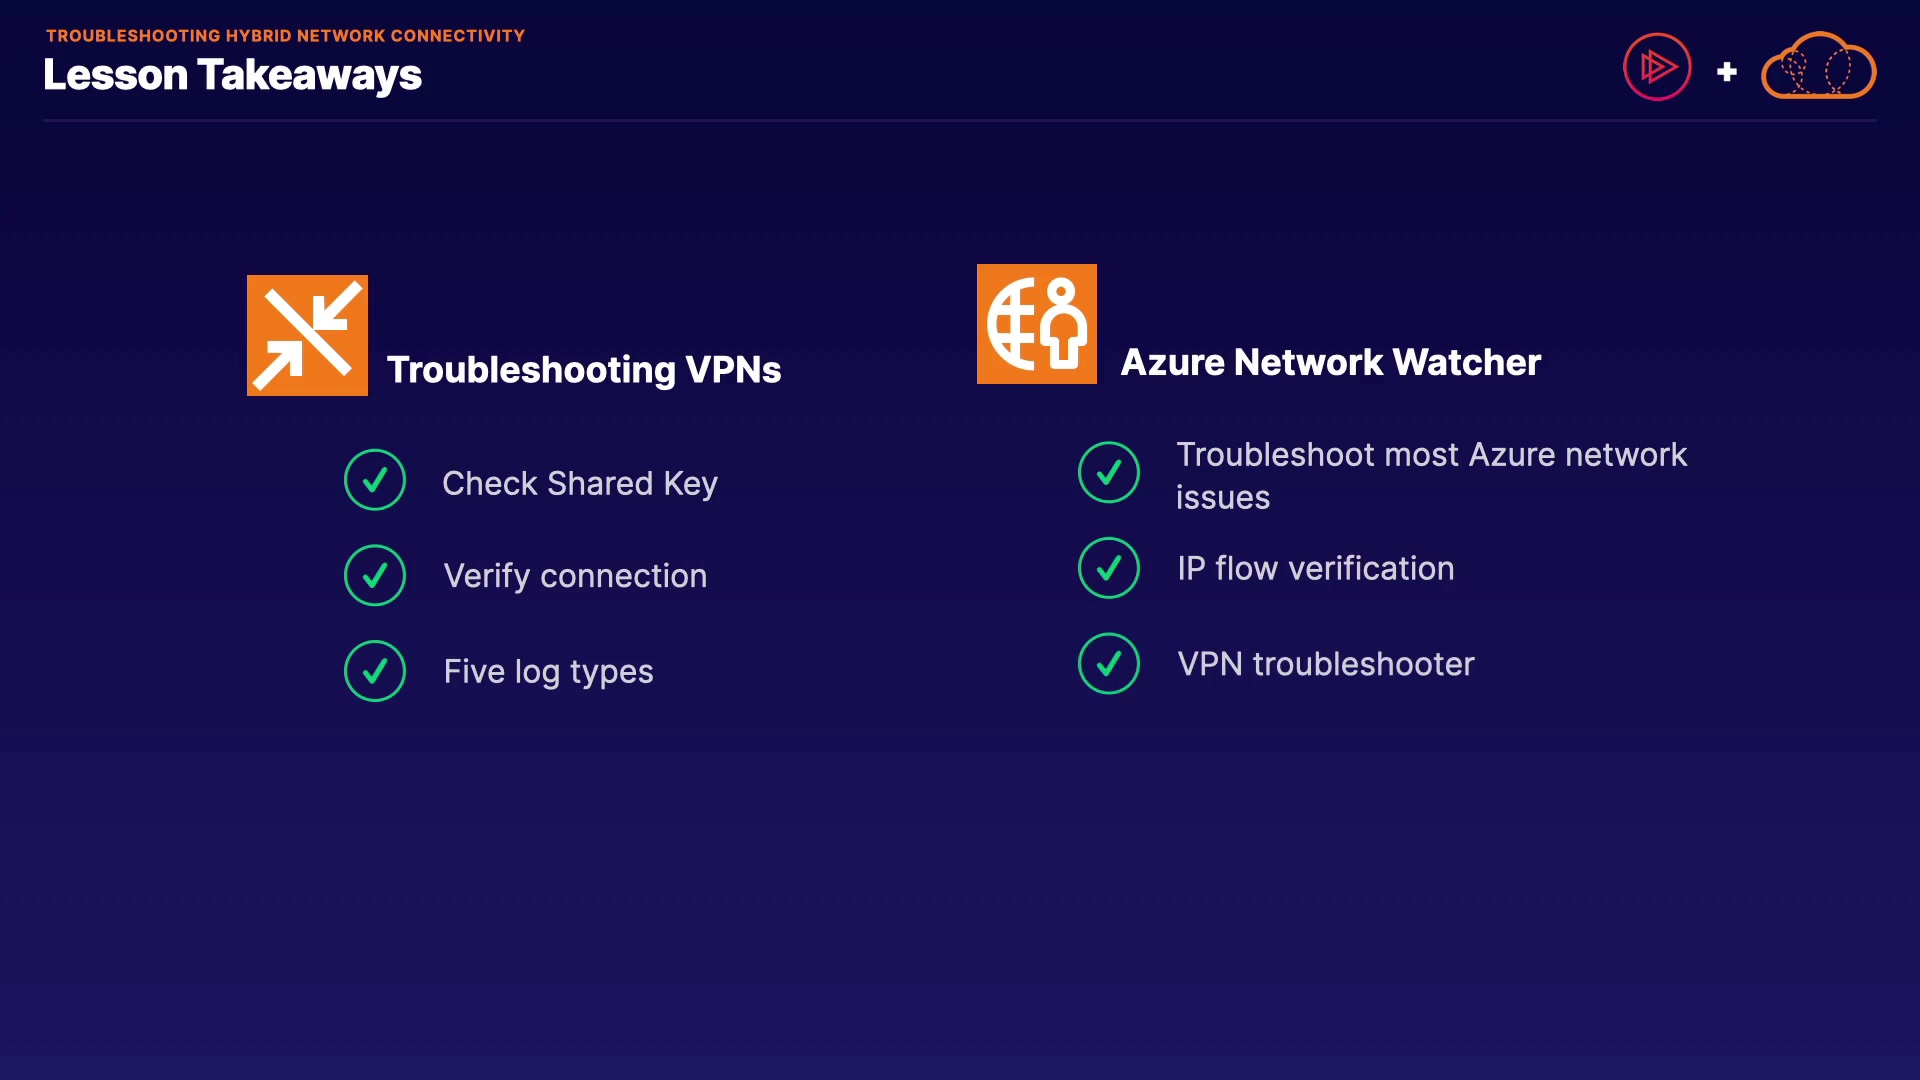 TROUBLESHOOTING HYBRID NETWORK CONNECTIVITY
Lesson Takeaways
Troubleshooting VPNs
Check Shared Key
Verify connection
Five log types
Azure Network Watcher
Troubleshoot most Azure network
issues
IP flow verification
VPN troubleshooter